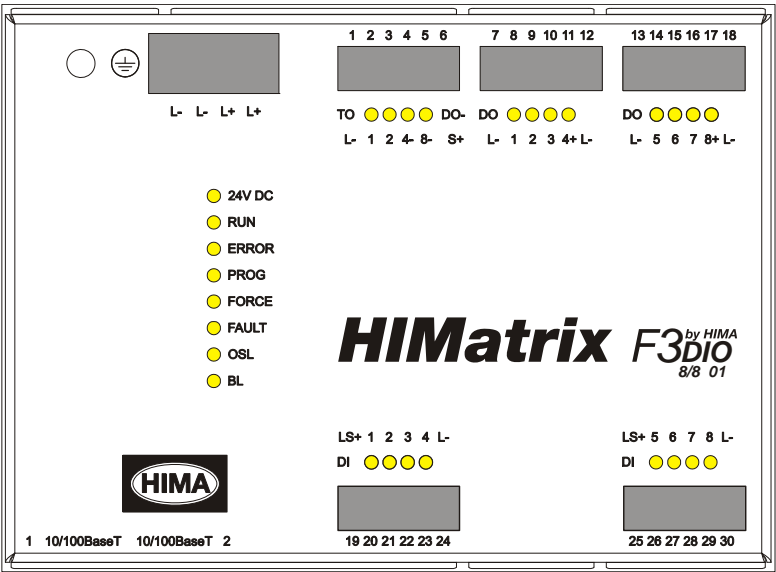 1 2 3 4 5 6
7 8 9 10 11 12
13 14 15 16 17 18
L- L- L+ L+
TO DO-
L- 1 2 4- 8- S+
DO
L- 1 2 3 4+ L-
DO
L- 5 6 7 8+ L-
24V DC
RUN
ERROR
PROG
FORCE
FAULT
OSL
BL
HIMatrix
F3 by HIMA
DIO
8/8 01
LS+ 1 2 3 4 L-
DI
LS+ 5 6 7 8 L-
DI
HIMA
1 10/100BaseT 10/100BaseT 2
19 20 21 22 23 24
25 26 27 28 29 30